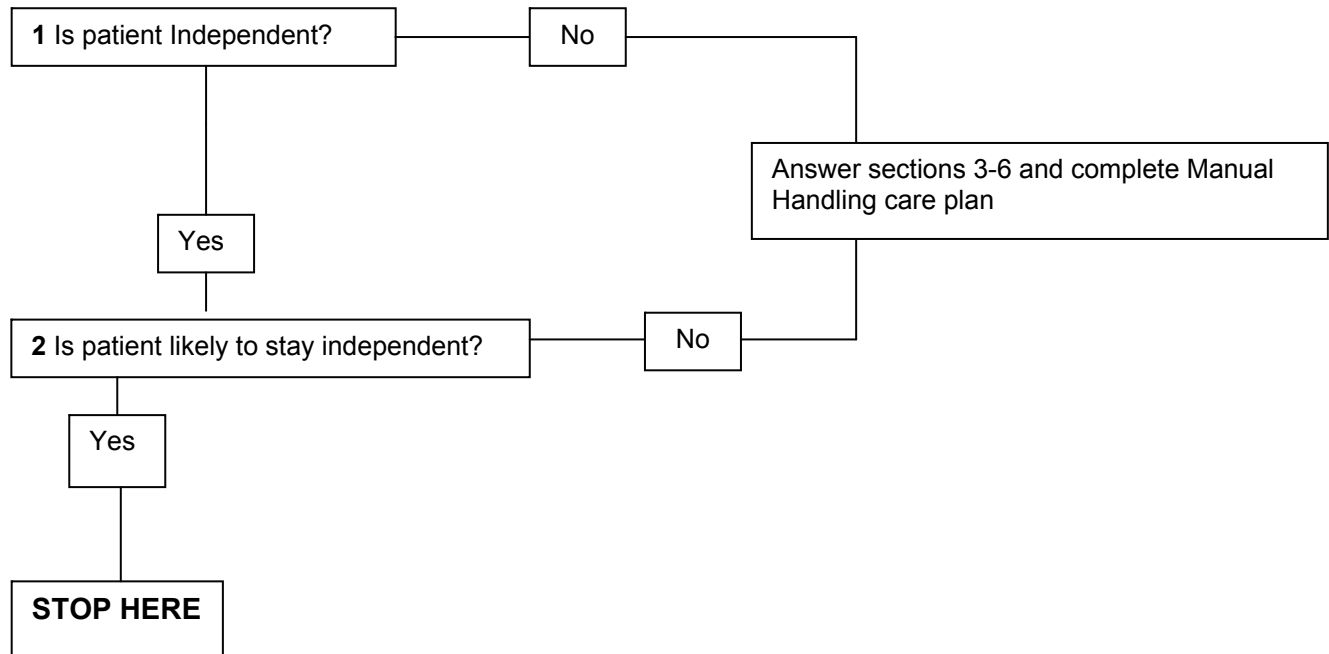 1 Is patient Independent?
No
Answer sections 3-6 and complete Manual
Handling care plan
Yes
2 Is patient likely to stay independent?
No
Yes
STOP HERE